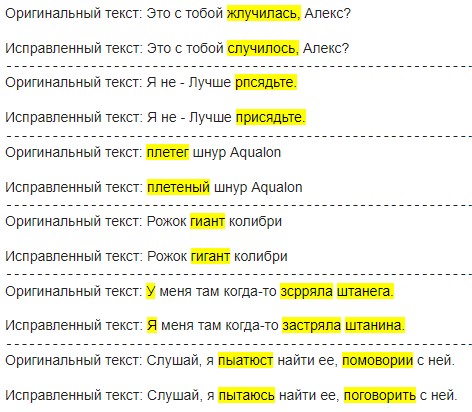 Оригинальный текст: Это с тобой жлучилась, Алекс?
Исправленный текст: Это с тобой случилось, Алекс?
Оригинальный текст: Я не - Лучше рпсядьте.
Исправленный текст: Я не - Лучше присядьте.
Оригинальный текст: плетег шнур Aqualon
Исправленный текст: плетеный шнур Aqualon
Оригинальный текст: Рожок гиант колибри
Исправленный текст: Рожок гигант колибри
Оригинальный текст: У меня там когда-то зсрряла штанега.
Исправленный текст: Я меня там когда-то застряла штанина.
Оригинальный текст: Слушай, я пыатюст найти ее, помовории с ней.
Исправленный текст: Слушай, я пытаюсь найти ее, поговорить с ней.